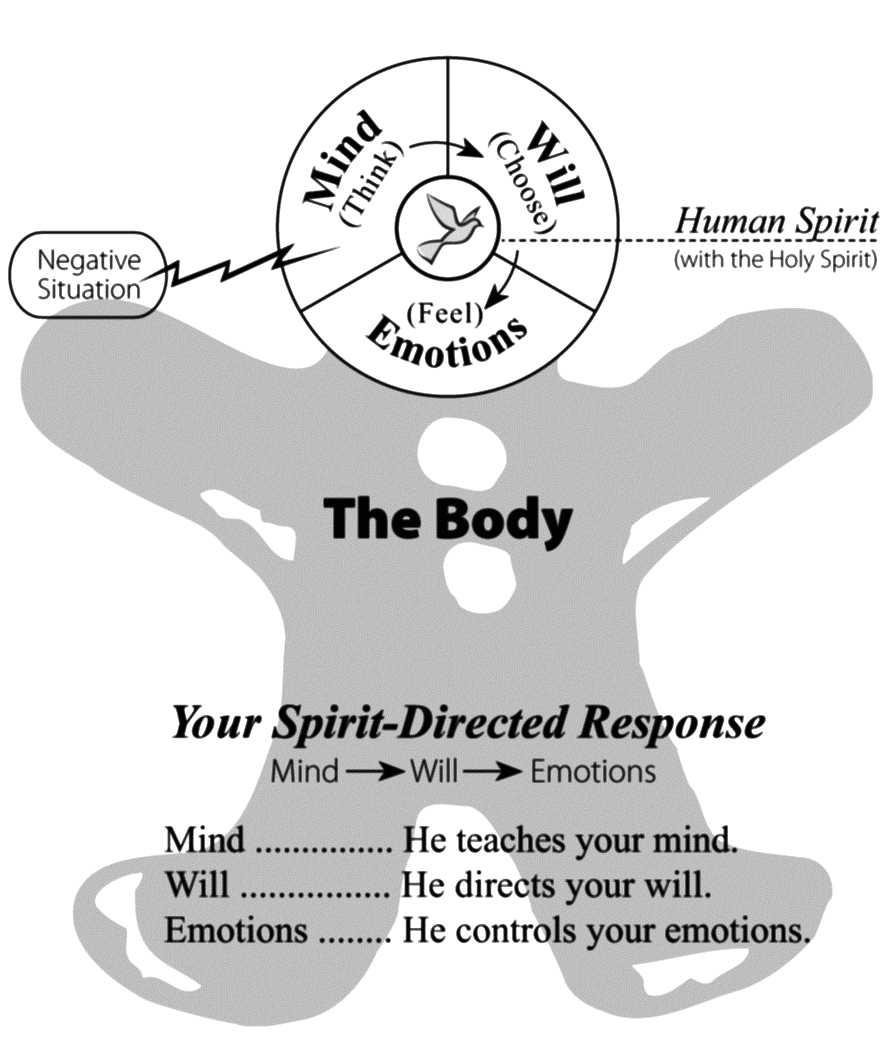 Mind
(Think)
Will
(Choose)
Human Spirit
(with the Holy Spirit)
Negative
Situation
(Feel)
Emotions
The Body
Your Spirit-Directed Response
Mind → Will → Emotions
Mind ............... He teaches your mind.
Will ................. He directs your will.
Emotions ........ He controls your emotions.